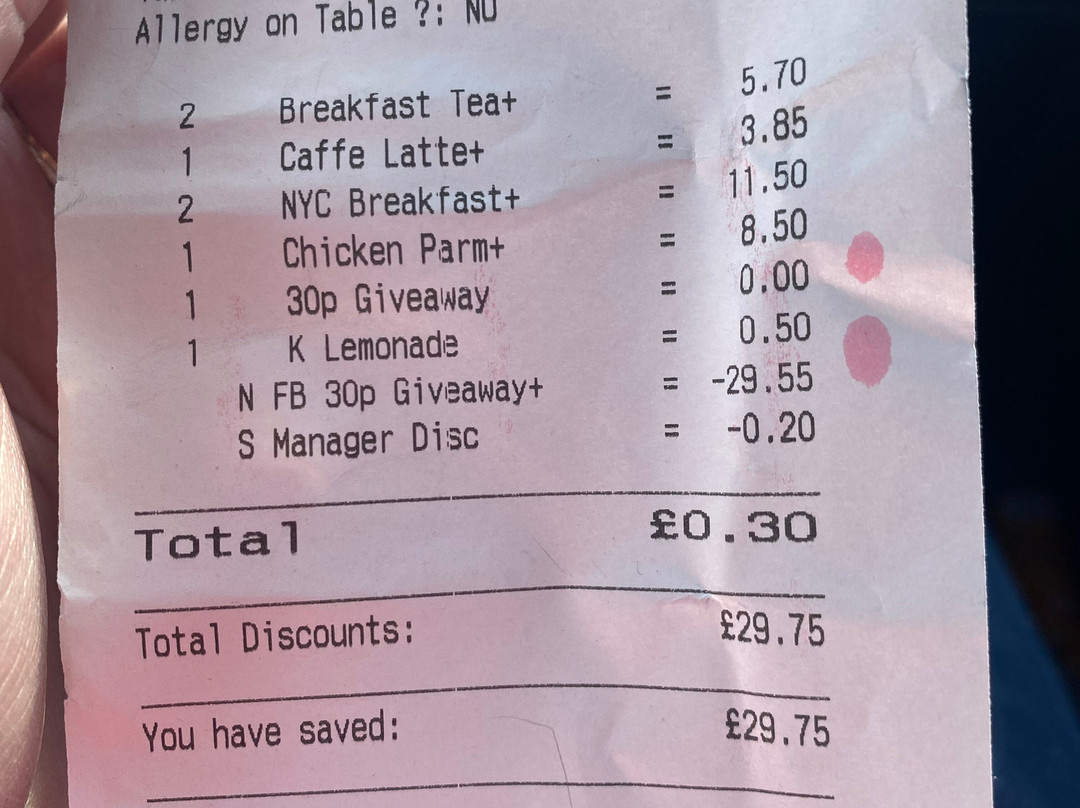 Allergy on Table ?: NO
2 Breakfast Tea+ = 5.70
1 Caffe Latte+ = 3.85
2 NYC Breakfast+ = 11.50
1 Chicken Parm+ = 8.50
1 30p Giveaway = 0.00
1 K Lemonade = 0.50
N FB 30p Giveaway+ = -29.55
S Manager Disc = -0.20
Total £0.30
Total Discounts: £29.75
You have saved: £29.75